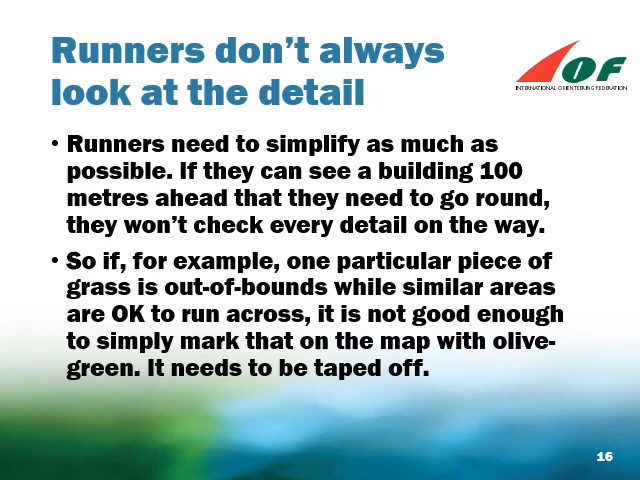 Runners don’t always
look at the detail
IOF
INTERNATIONAL ORIENTEERING FEDERATION
• Runners need to simplify as much as
possible. If they can see a building 100
metres ahead that they need to go round,
they won’t check every detail on the way.
• So if, for example, one particular piece of
grass is out-of-bounds while similar areas
are OK to run across, it is not good enough
to simply mark that on the map with olive-
green. It needs to be taped off.
16